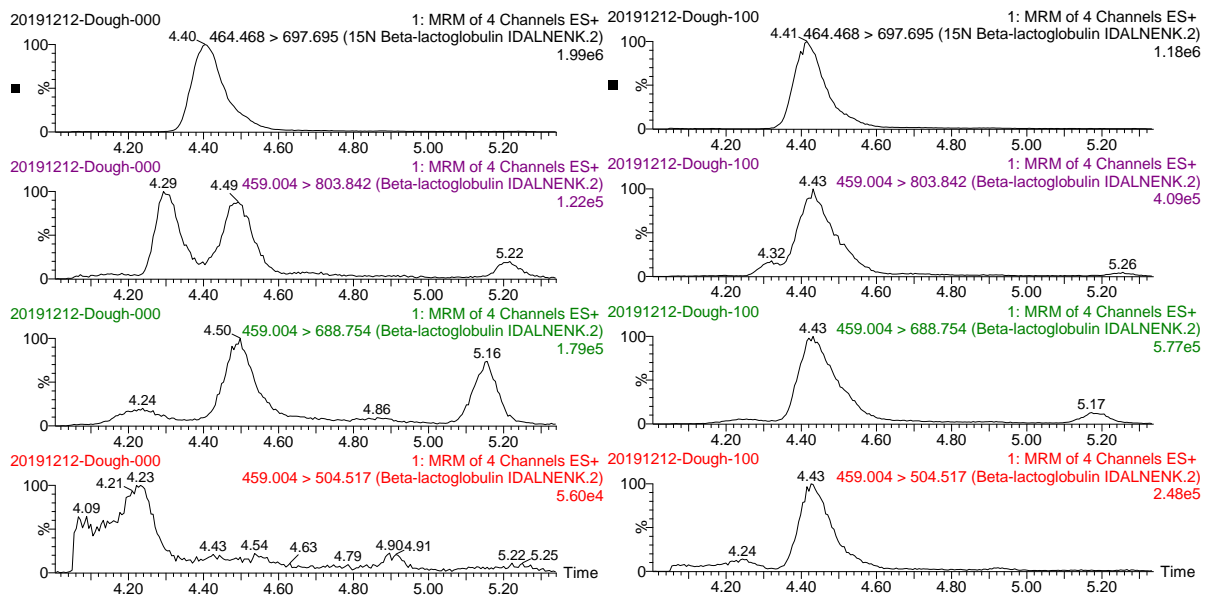 20191212-Dough-000
1: MRM of 4 Channels ES+
4.40
464.468 > 697.695 (15N Beta-lactoglobulin IDALNENK.2)
1.99e6
100
%
0
4.20 4.40 4.60 4.80 5.00 5.20
20191212-Dough-000
1: MRM of 4 Channels ES+
4.29 4.49
459.004 > 803.842 (Beta-lactoglobulin IDALNENK.2)
1.22e5
100
%
5.22
0
4.20 4.40 4.60 4.80 5.00 5.20
20191212-Dough-000
1: MRM of 4 Channels ES+
4.50
459.004 > 688.754 (Beta-lactoglobulin IDALNENK.2)
1.79e5
100
%
5.16
4.24 4.86
0
4.20 4.40 4.60 4.80 5.00 5.20
20191212-Dough-000
1: MRM of 4 Channels ES+
459.004 > 504.517 (Beta-lactoglobulin IDALNENK.2)
5.60e4
100
%
4.09 4.21 4.23
4.43 4.54 4.63 4.79 4.90 4.91 5.22 5.25
0
Time
4.20 4.40 4.60 4.80 5.00 5.20
20191212-Dough-100
1: MRM of 4 Channels ES+
4.41
464.468 > 697.695 (15N Beta-lactoglobulin IDALNENK.2)
1.18e6
100
%
0
4.20 4.40 4.60 4.80 5.00 5.20
20191212-Dough-100
1: MRM of 4 Channels ES+
4.43
459.004 > 803.842 (Beta-lactoglobulin IDALNENK.2)
4.09e5
100
%
4.32 5.26
0
4.20 4.40 4.60 4.80 5.00 5.20
20191212-Dough-100
1: MRM of 4 Channels ES+
4.43
459.004 > 688.754 (Beta-lactoglobulin IDALNENK.2)
5.77e5
100
%
5.17
0
4.20 4.40 4.60 4.80 5.00 5.20
20191212-Dough-100
1: MRM of 4 Channels ES+
4.43
459.004 > 504.517 (Beta-lactoglobulin IDALNENK.2)
2.48e5
100
%
4.24
0
Time
4.20 4.40 4.60 4.80 5.00 5.20